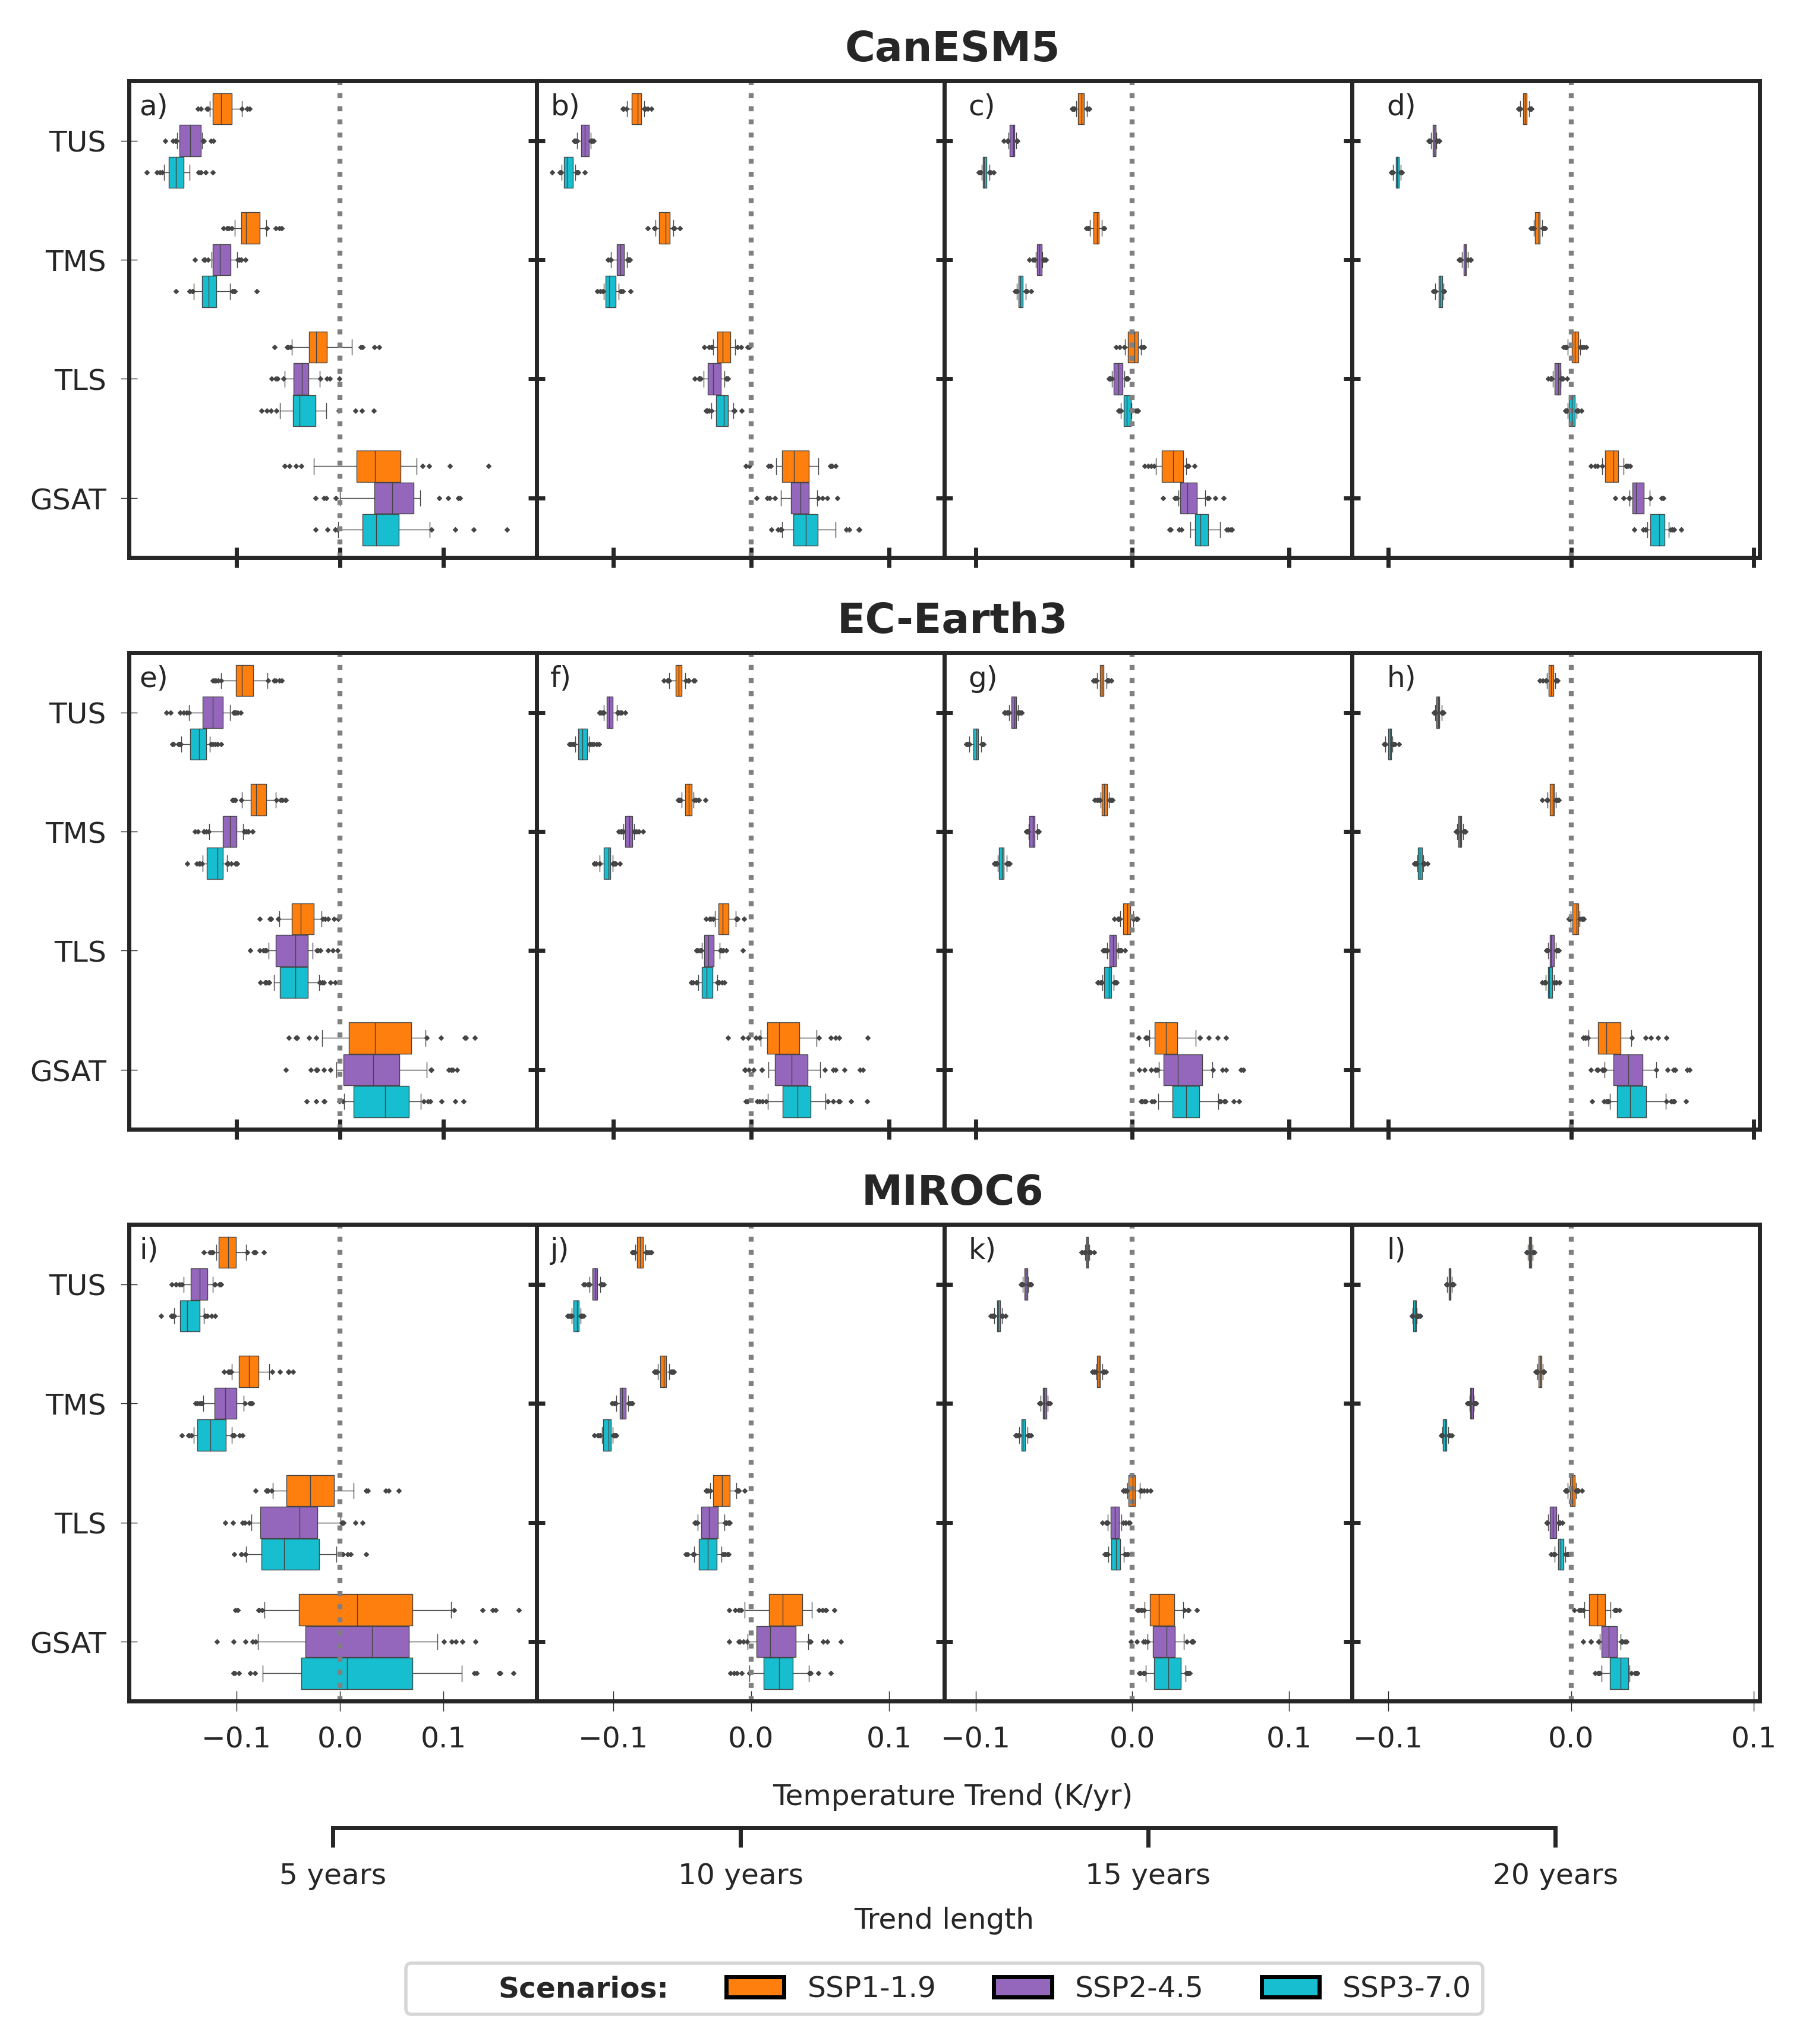 CanESM5
a) b) c) d)
TUS
TMS
TLS
GSAT
EC-Earth3
e) f) g) h)
TUS
TMS
TLS
GSAT
MIROC6
i) j) k) l)
TUS
TMS
TLS
GSAT
−0.1 0.0 0.1 −0.1 0.0 0.1 −0.1 0.0 0.1 −0.1 0.0 0.1
Temperature Trend (K/yr)
5 years 10 years 15 years 20 years
Trend length
Scenarios: SSP1-1.9 SSP2-4.5 SSP3-7.0